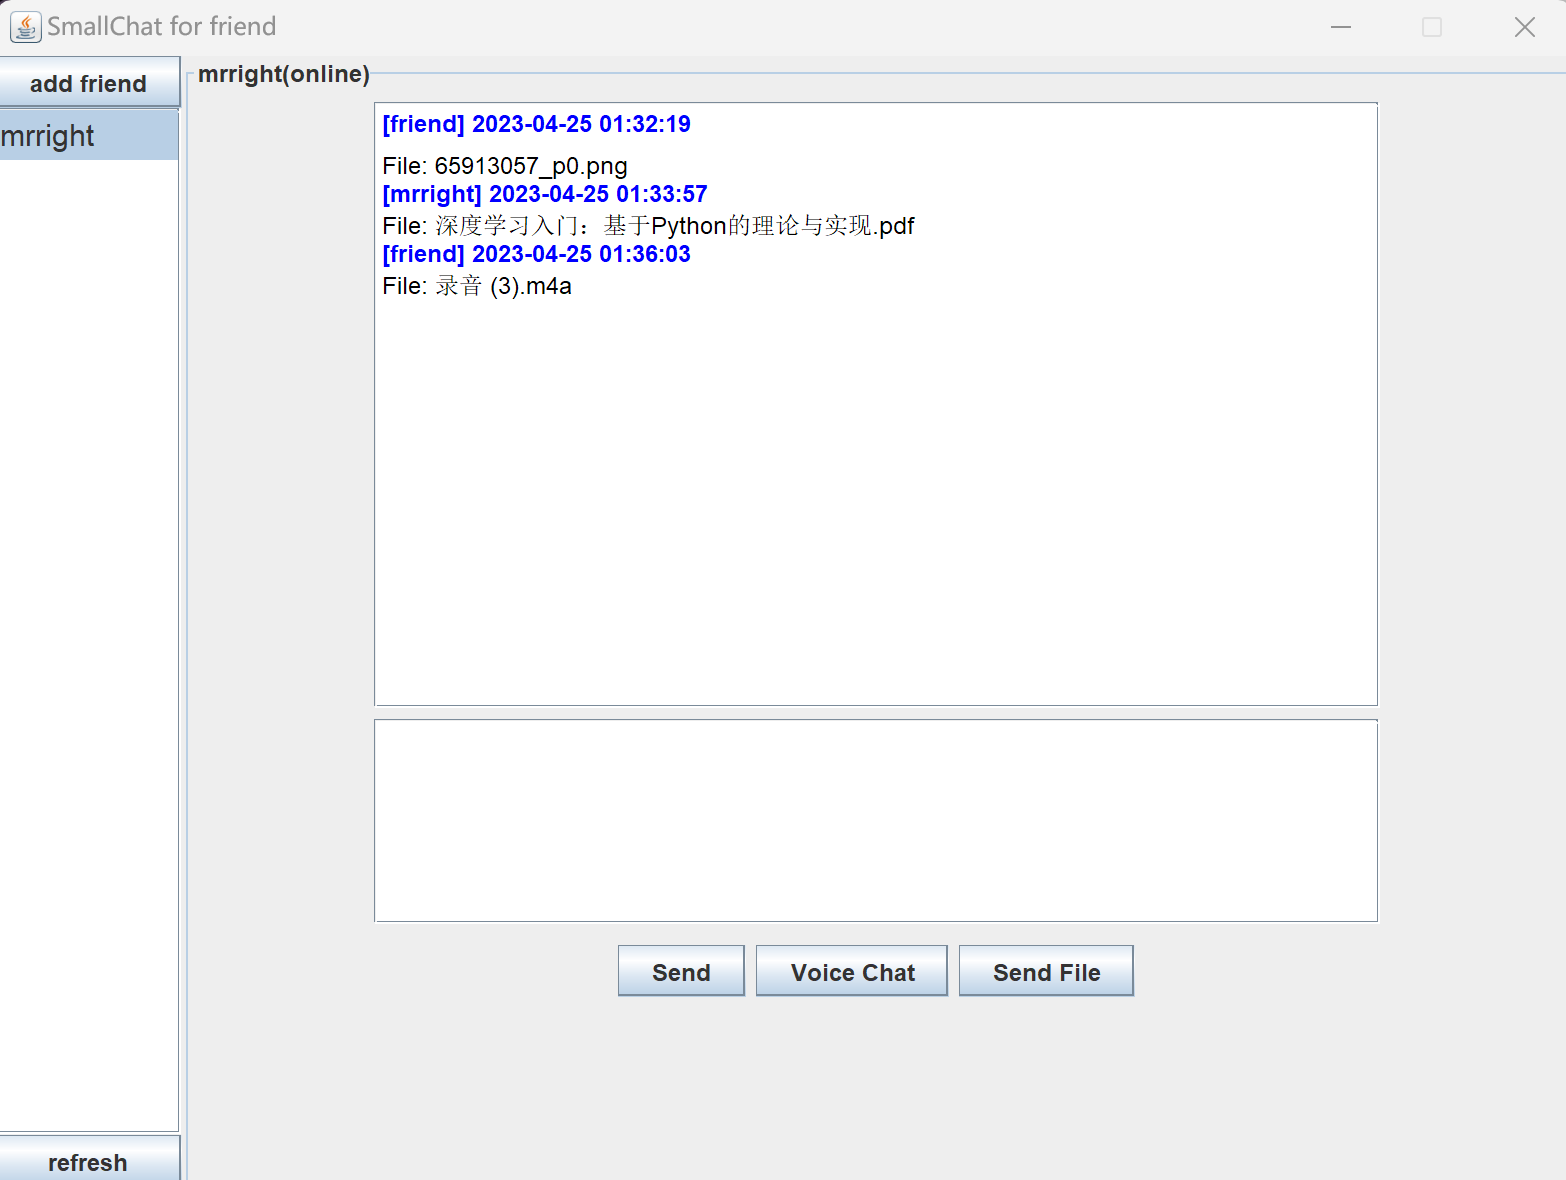 SmallChat for friend
add friend
mrright
mrright(online)
[friend] 2023-04-25 01:32:19
File: 65913057_p0.png
[mrright] 2023-04-25 01:33:57
File: 深度学习入门：基于Python的理论与实现.pdf
[friend] 2023-04-25 01:36:03
File: 录音 (3).m4a
Send
Voice Chat
Send File
refresh